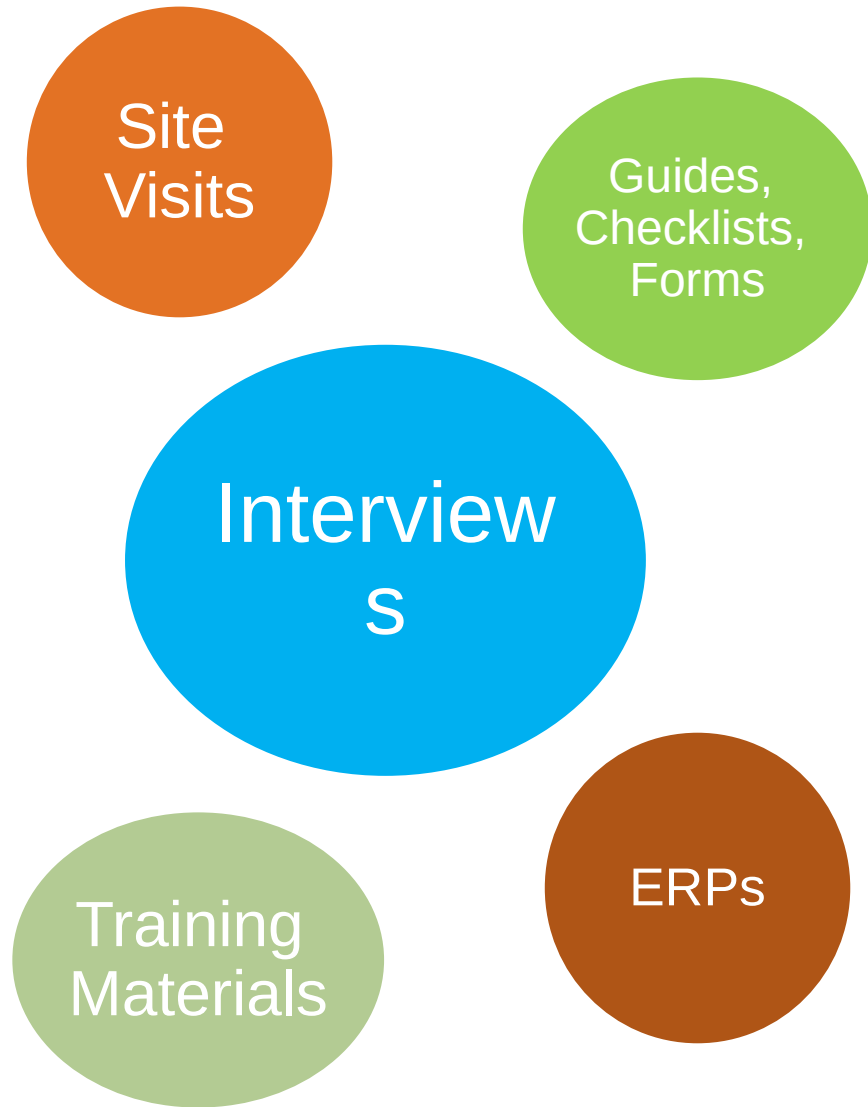 Site
Visits
Guides,
Checklists,
Forms
Interview
s
Training
Materials
ERPs